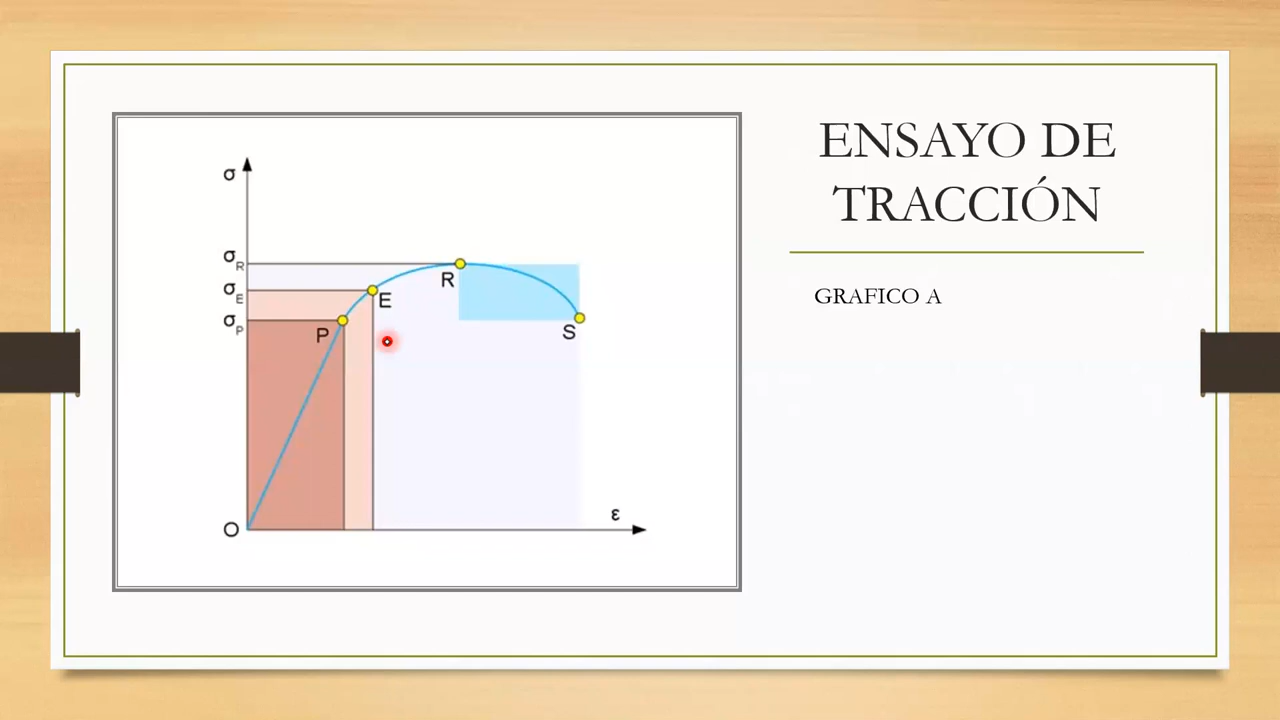 ENSAYO DE
TRACCIÓN
GRAFICO A
σ
σR
σE
σP
R
E
P
S
ε
O